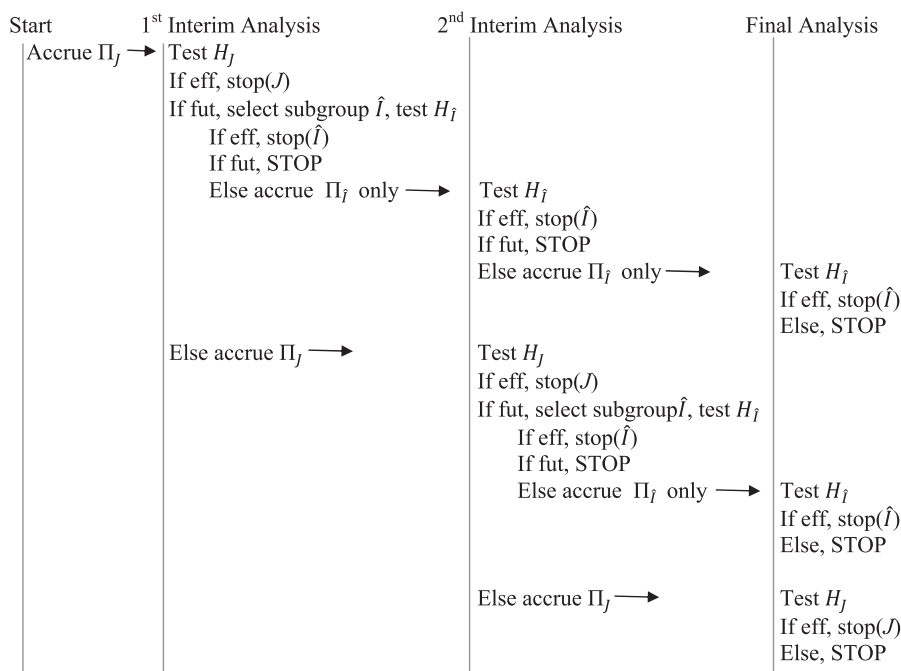 Start 1st Interim Analysis 2nd Interim Analysis Final Analysis
Accrue Π_J → Test H_J
If eff, stop(J)
If fut, select subgroup Î, test H_Î
If eff, stop(Î)
If fut, STOP
Else accrue Π_Î only → Test H_Î
If eff, stop(Î)
If fut, STOP
Else accrue Π_Î only → Test H_Î
If eff, stop(Î)
Else, STOP
Else accrue Π_J → Test H_J
If eff, stop(J)
If fut, select subgroupÎ, test H_Î
If eff, stop(Î)
If fut, STOP
Else accrue Π_Î only → Test H_Î
If eff, stop(Î)
Else, STOP
Else accrue Π_J → Test H_J
If eff, stop(J)
Else, STOP